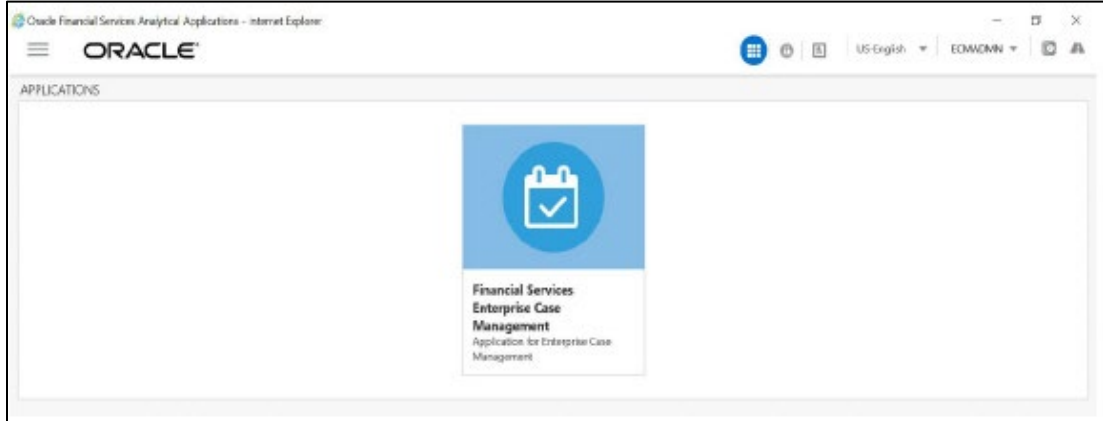 Oracle Financial Services Analytical Applications - Internet Explorer
ORACLE
US-English
ECMADMN
APPLICATIONS
Financial Services
Enterprise Case
Management
Application for Enterprise Case
Management